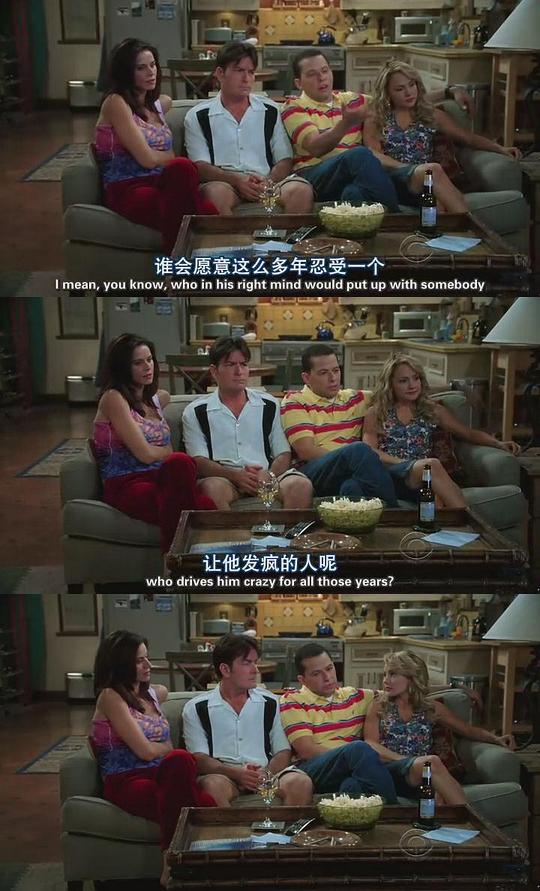 谁会愿意这么多年忍受一个
I mean, you know, who in his right mind would put up with somebody
让他发疯的人呢
who drives him crazy for all those years?